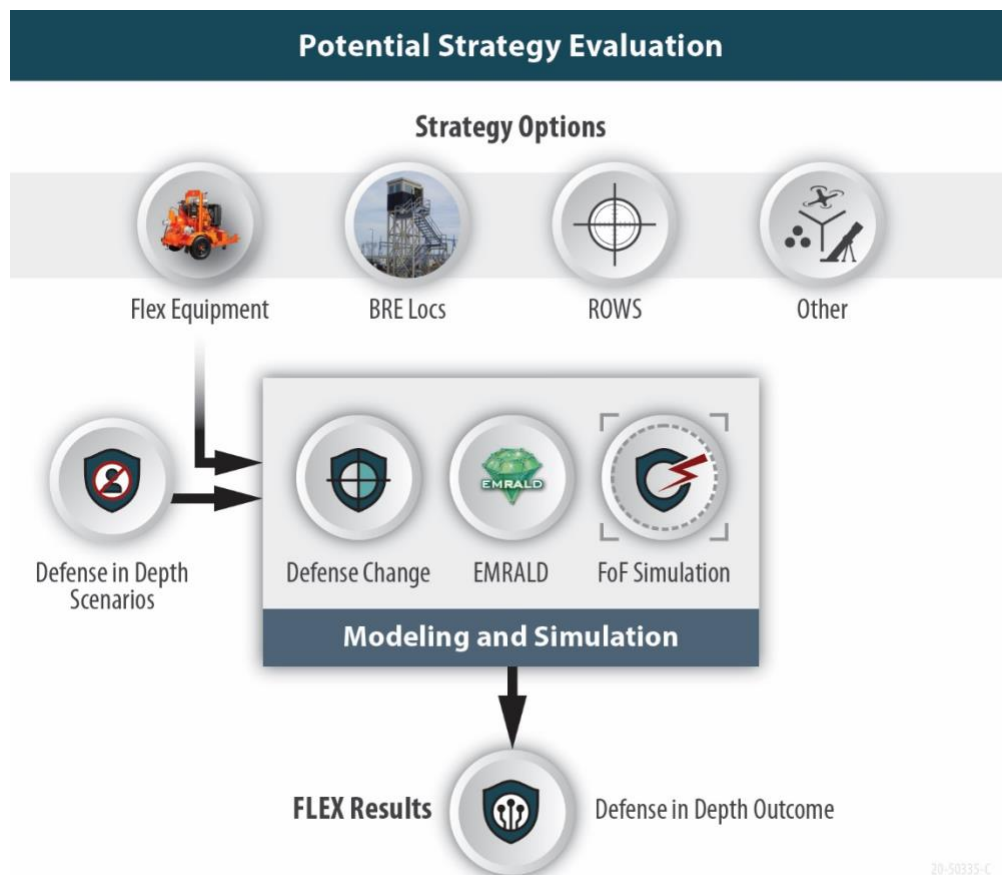 Potential Strategy Evaluation
Strategy Options
Flex Equipment
BRE Locs
ROWS
Other
EMRALD
Defense in Depth
Scenarios
Defense Change
EMRALD
FoF Simulation
Modeling and Simulation
FLEX Results
Defense in Depth Outcome
20-50335-C